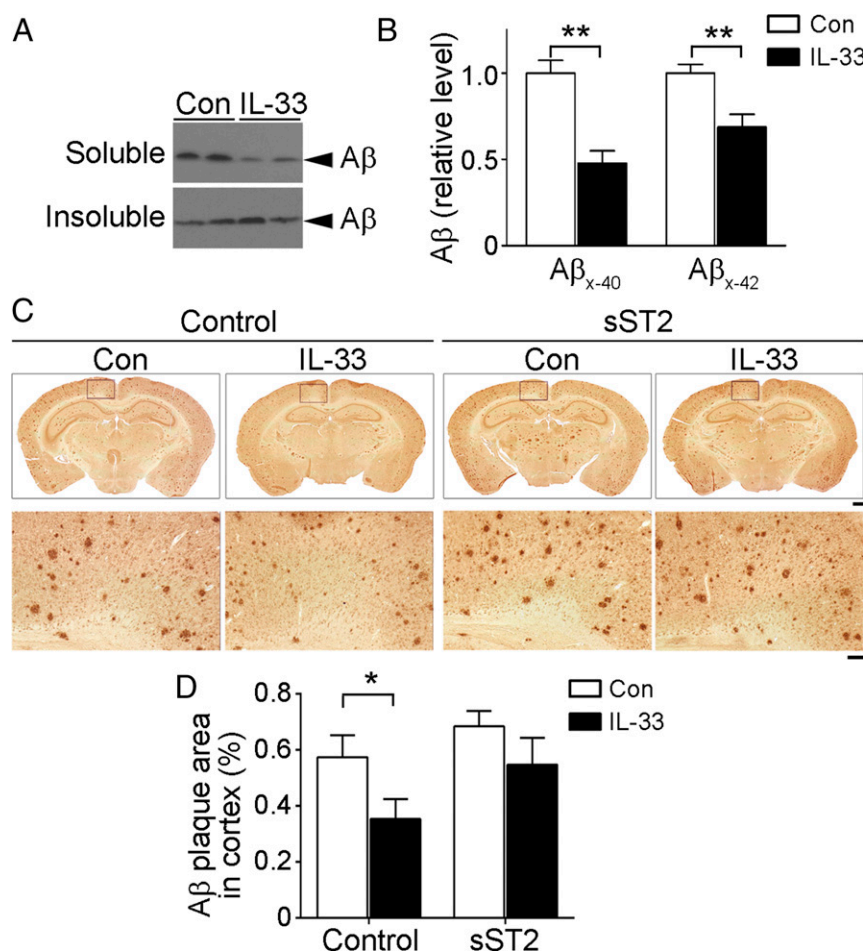 A
Con IL-33
Soluble Aβ
Insoluble Aβ
B
Con
IL-33
** **
1.0
0.5
0
Aβ (relative level)
Aβx-40 Aβx-42
C
Control sST2
Con IL-33 Con IL-33
D
Con
IL-33
*
0.8
0.6
0.4
0.2
0
Aβ plaque area
in cortex (%)
Control sST2